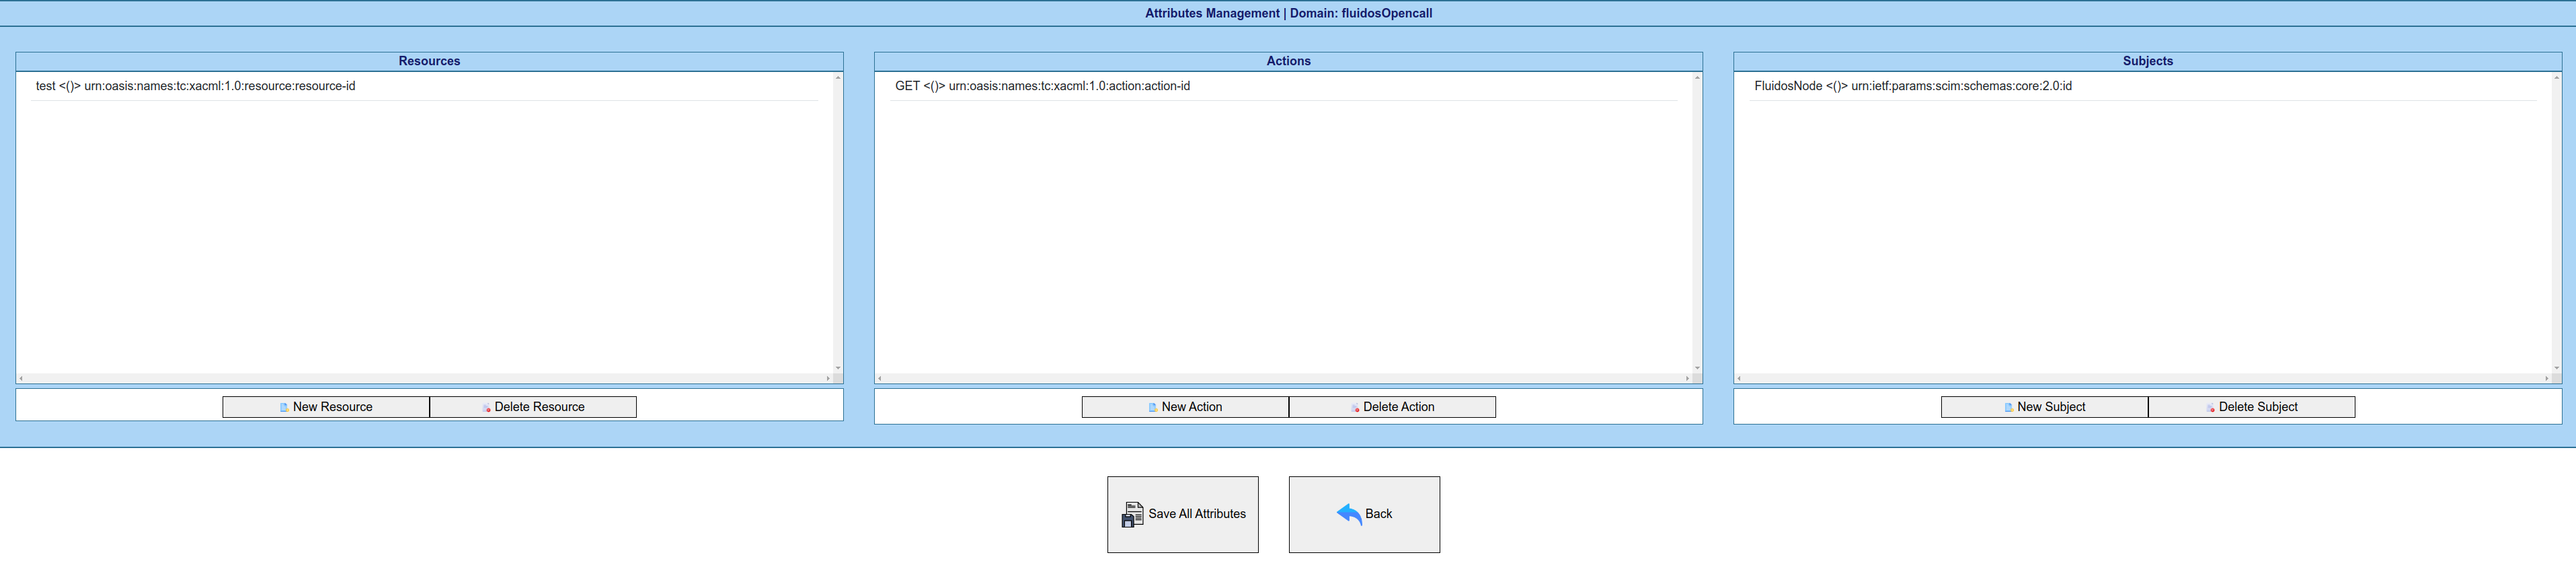 Attributes Management | Domain: fluidosOpencall
Resources
test <()> urn:oasis:names:tc:xacml:1.0:resource:resource-id
New Resource
Delete Resource
Actions
GET <()> urn:oasis:names:tc:xacml:1.0:action:action-id
New Action
Delete Action
Subjects
FluidosNode <()> urn:ietf:params:scim:schemas:core:2.0:id
New Subject
Delete Subject
Save All Attributes
Back